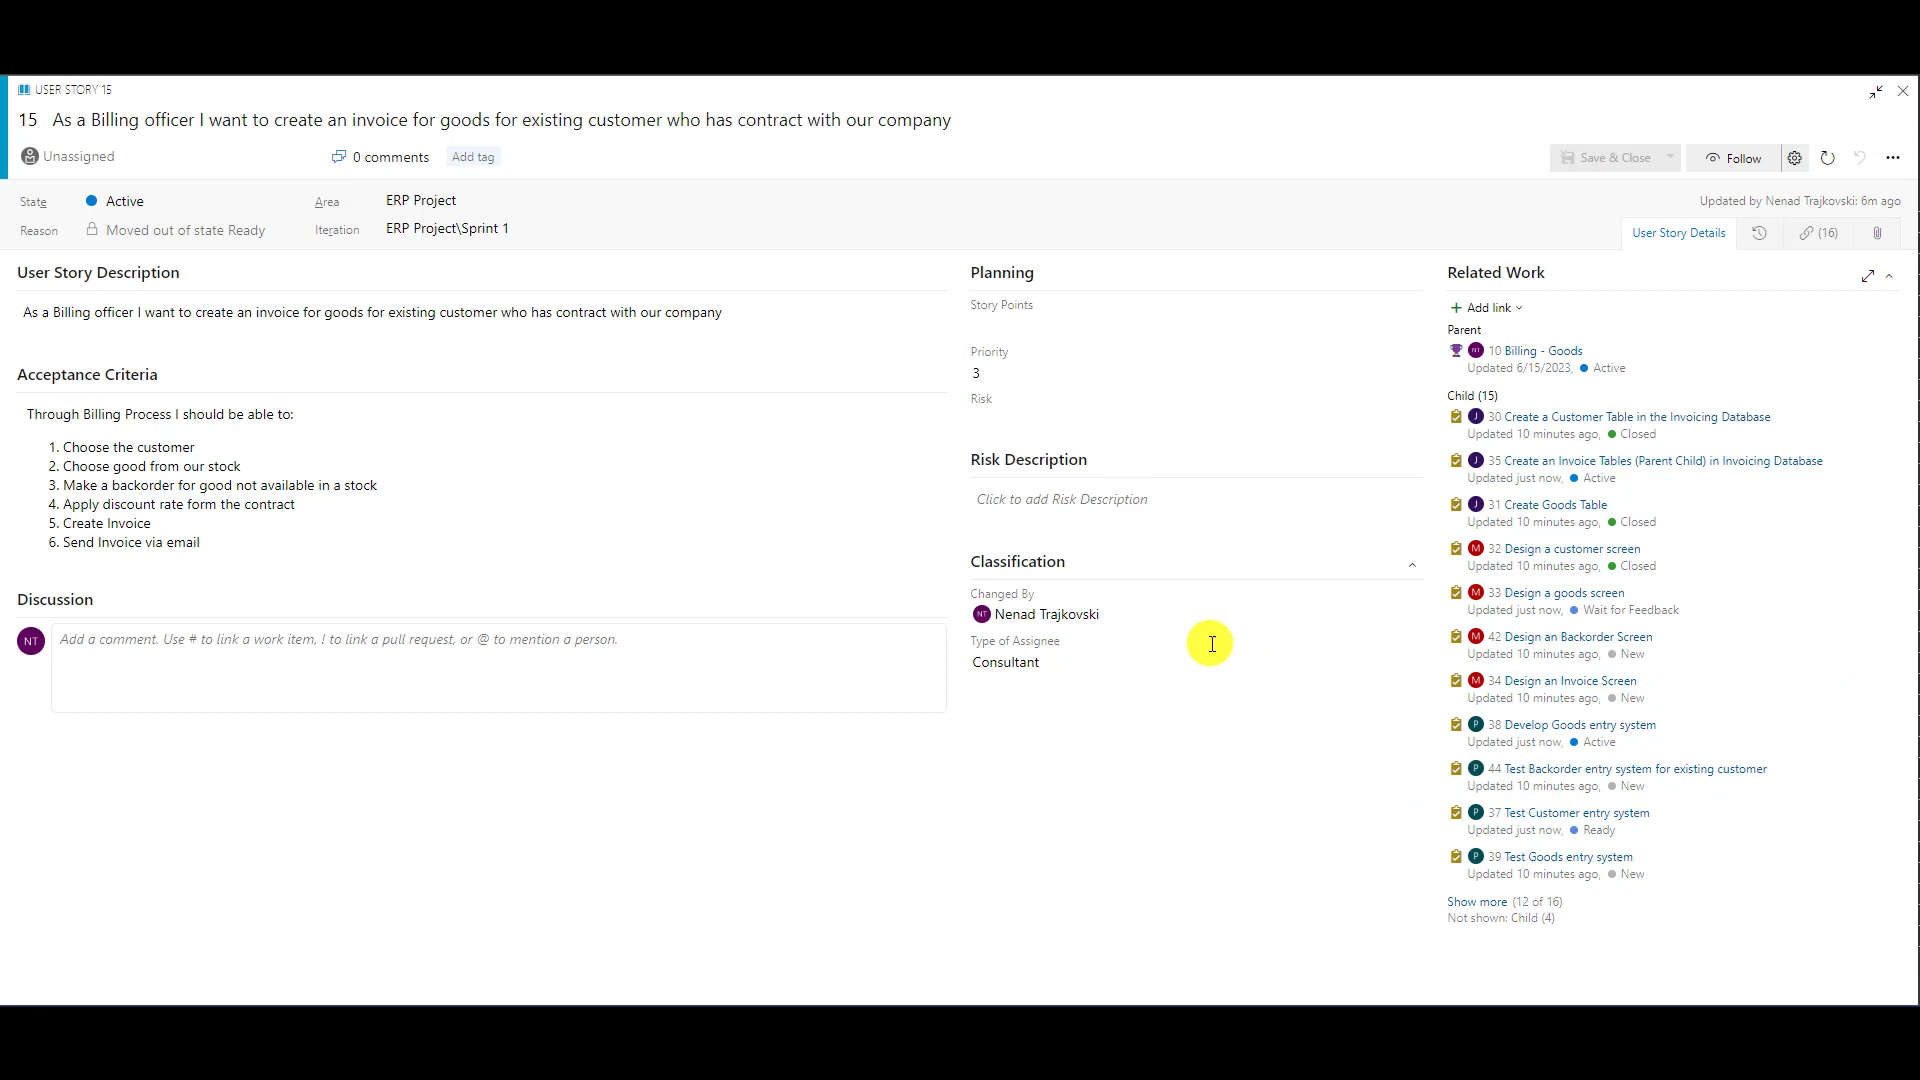 USER STORY 15
15 As a Billing officer I want to create an invoice for goods for existing customer who has contract with our company
Unassigned
0 comments
Add tag
Save & Close
Follow
State
Active
Area
ERP Project
Updated by Nenad Trajkovski: 6m ago
Reason
Moved out of state Ready
Iteration
ERP Project\Sprint 1
User Story Details
(16)
User Story Description
As a Billing officer I want to create an invoice for goods for existing customer who has contract with our company
Acceptance Criteria
Through Billing Process I should be able to:
1. Choose the customer
2. Choose good from our stock
3. Make a backorder for good not available in a stock
4. Apply discount rate form the contract
5. Create Invoice
6. Send Invoice via email
Discussion
NT
Add a comment. Use # to link a work item, ! to link a pull request, or @ to mention a person.
Planning
Story Points
Priority
3
Risk
Risk Description
Click to add Risk Description
Classification
Changed By
NT Nenad Trajkovski
Type of Assignee
Consultant
Related Work
+ Add link
Parent
NT 10 Billing - Goods
Updated 6/15/2023, Active
Child (15)
J 30 Create a Customer Table in the Invoicing Database
Updated 10 minutes ago, Closed
J 35 Create an Invoice Tables (Parent Child) in Invoicing Database
Updated just now, Active
J 31 Create Goods Table
Updated 10 minutes ago, Closed
M 32 Design a customer screen
Updated 10 minutes ago, Closed
M 33 Design a goods screen
Updated just now, Wait for Feedback
M 42 Design an Backorder Screen
Updated 10 minutes ago, New
M 34 Design an Invoice Screen
Updated 10 minutes ago, New
P 38 Develop Goods entry system
Updated just now, Active
P 44 Test Backorder entry system for existing customer
Updated 10 minutes ago, New
P 37 Test Customer entry system
Updated just now, Ready
P 39 Test Goods entry system
Updated 10 minutes ago, New
Show more (12 of 16)
Not shown: Child (4)